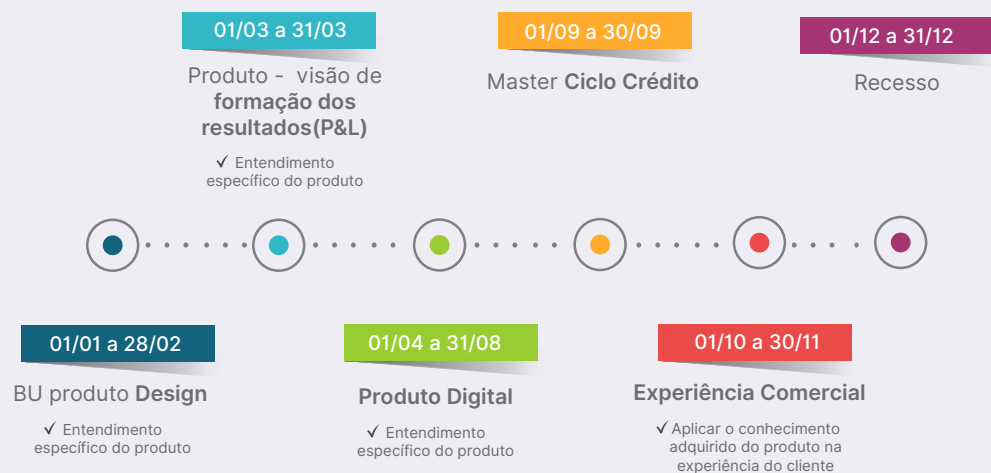 01/03 a 31/03
Produto - visão de
formação dos
resultados(P&L)
✓ Entendimento
específico do produto
01/09 a 30/09
Master Ciclo Crédito
01/12 a 31/12
Recesso
01/01 a 28/02
BU produto Design
✓ Entendimento
específico do produto
01/04 a 31/08
Produto Digital
✓ Entendimento
específico do produto
01/10 a 30/11
Experiência Comercial
✓ Aplicar o conhecimento
adquirido do produto na
experiência do cliente